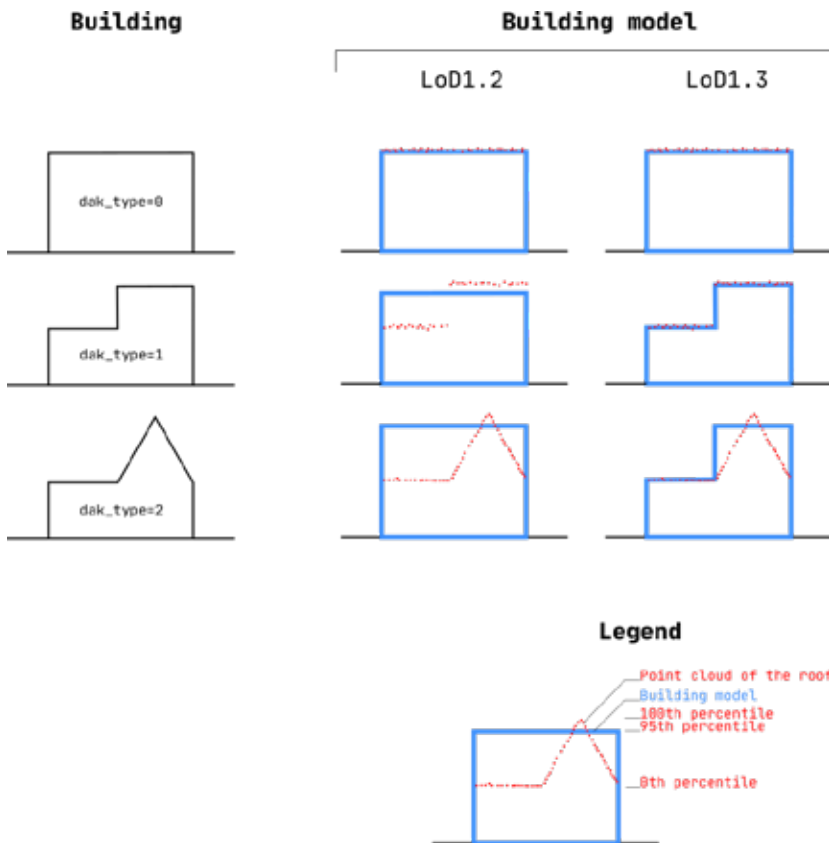 Building
Building model
LoD1.2
LoD1.3
dak_type=0
dak_type=1
dak_type=2
Legend
Point cloud of the roof
Building model
100th percentile
95th percentile
0th percentile